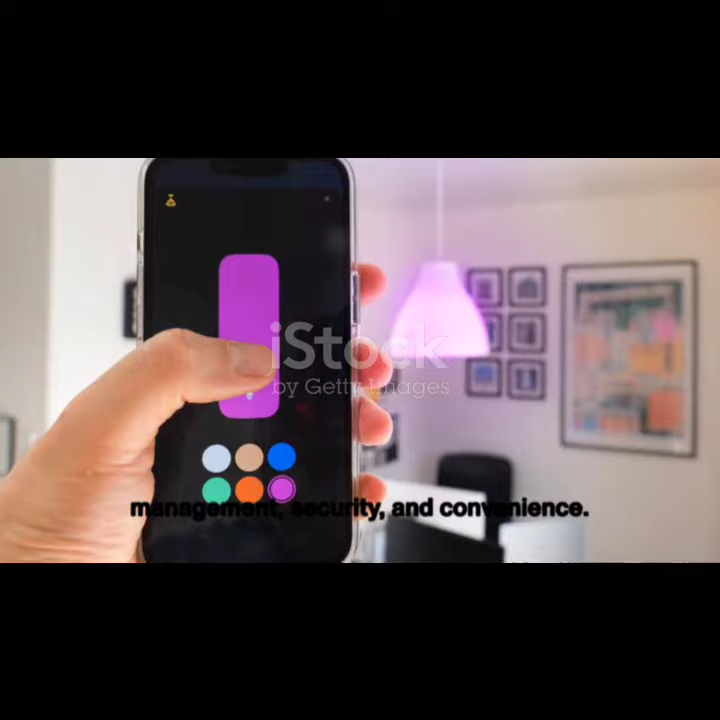 iStock
by Getty Images
management, security, and convenience.